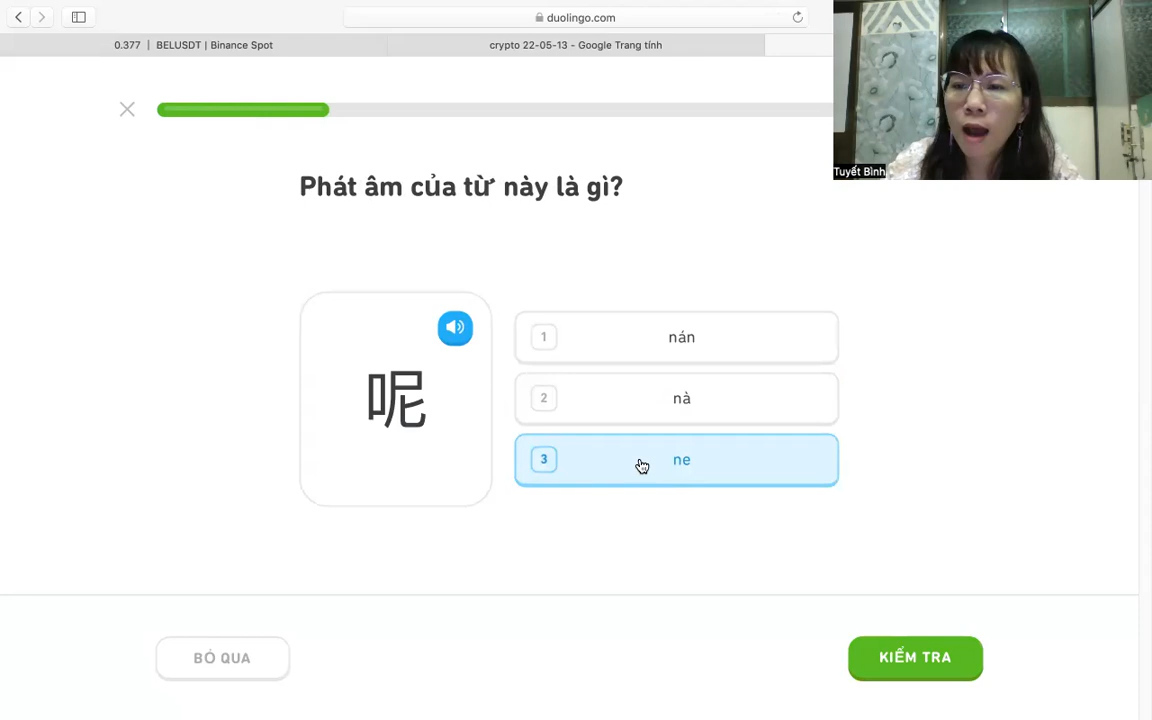 duolingo.com
0.377 | BELUSDT | Binance Spot
crypto 22-05-13 - Google Trang tính
Tuyết Bình
Phát âm của từ này là gì?
呢
1 nán
2 nà
3 ne
BỎ QUA
KIỂM TRA